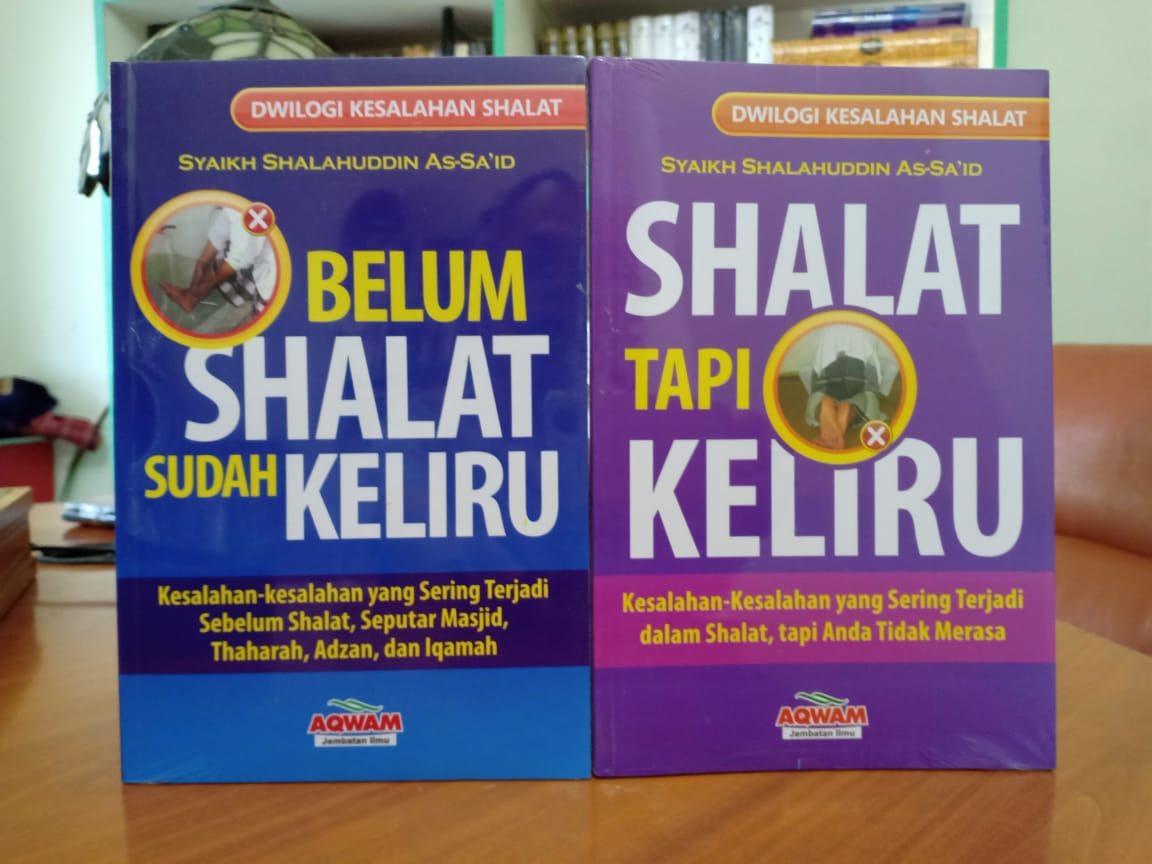 DWILOGI KESALAHAN SHALAT
SYAIKH SHALAHUDDIN AS-SA'ID
BELUM
SHALAT
SUDAH KELIRU
Kesalahan-kesalahan yang Sering Terjadi
Sebelum Shalat, Seputar Masjid,
Thaharah, Adzan, dan Iqamah
AQWAM
Jembatan Ilmu
DWILOGI KESALAHAN SHALAT
SYAIKH SHALAHUDDIN AS-SA'ID
SHALAT
TAPI
KELIRU
Kesalahan-Kesalahan yang Sering Terjadi
dalam Shalat, tapi Anda Tidak Merasa
AQWAM
Jembatan Ilmu